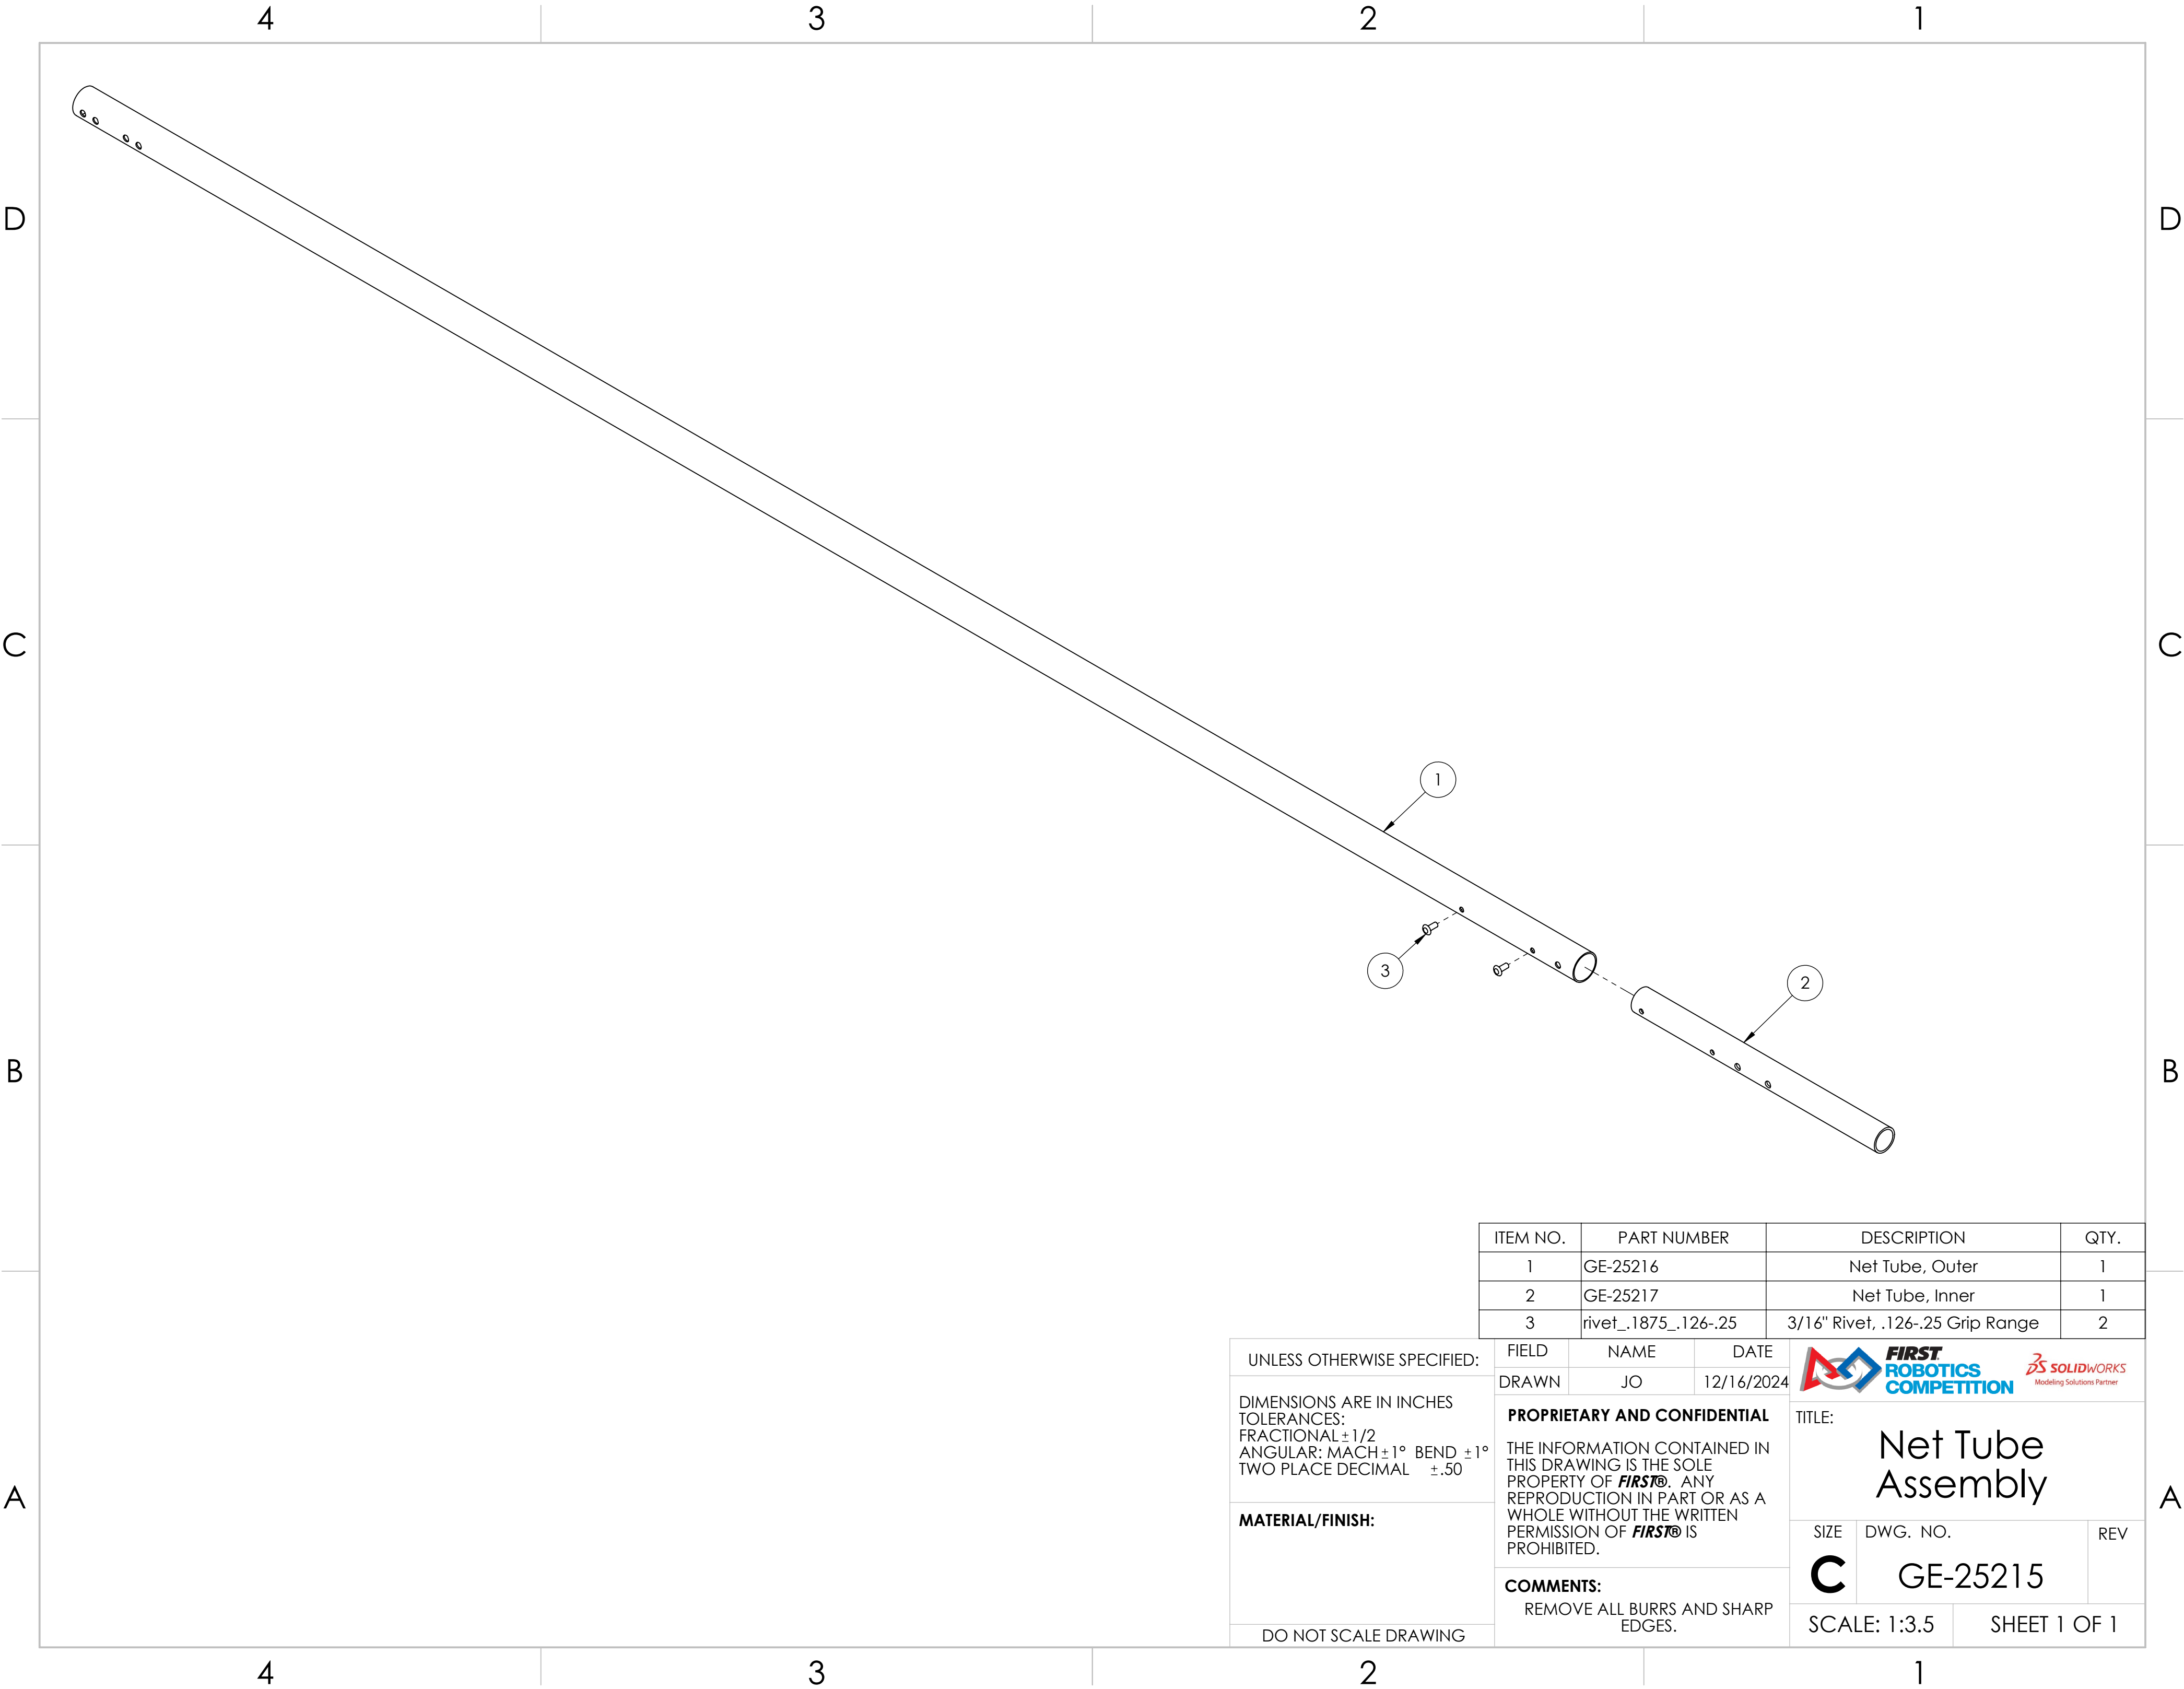 4 3 2 1
D D
C C
B B
A A
1
3
2
ITEM NO. PART NUMBER DESCRIPTION QTY.
1 GE-25216 Net Tube, Outer 1
2 GE-25217 Net Tube, Inner 1
3 rivet_.1875_.126-.25 3/16" Rivet, .126-.25 Grip Range 2
UNLESS OTHERWISE SPECIFIED:
DIMENSIONS ARE IN INCHES
TOLERANCES:
FRACTIONAL±1/2
ANGULAR: MACH±1° BEND ±1°
TWO PLACE DECIMAL ±.50
MATERIAL/FINISH:
DO NOT SCALE DRAWING
FIELD NAME DATE
DRAWN JO 12/16/2024
PROPRIETARY AND CONFIDENTIAL
THE INFORMATION CONTAINED IN
THIS DRAWING IS THE SOLE
PROPERTY OF FIRST®. ANY
REPRODUCTION IN PART OR AS A
WHOLE WITHOUT THE WRITTEN
PERMISSION OF FIRST® IS
PROHIBITED.
COMMENTS:
REMOVE ALL BURRS AND SHARP
EDGES.
FIRST
ROBOTICS
COMPETITION
SOLIDWORKS
Modeling Solutions Partner
TITLE:
Net Tube
Assembly
SIZE DWG. NO. REV
C GE-25215
SCALE: 1:3.5 SHEET 1 OF 1
4 3 2 1